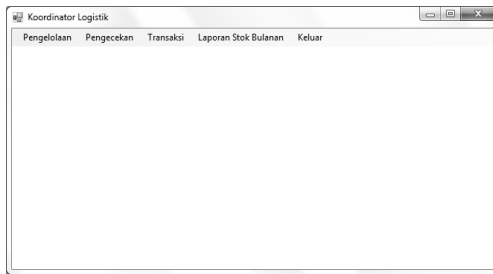 Koordinator Logistik
Pengelolaan Pengecekan Transaksi Laporan Stok Bulanan Keluar